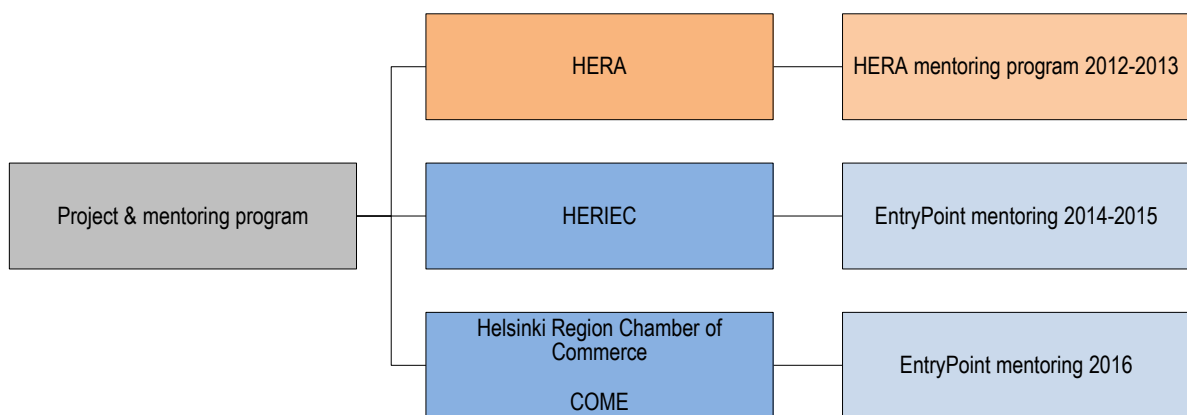 HERA
HERA mentoring program 2012-2013
Project & mentoring program
HERIEC
EntryPoint mentoring 2014-2015
Helsinki Region Chamber of
Commerce
COME
EntryPoint mentoring 2016